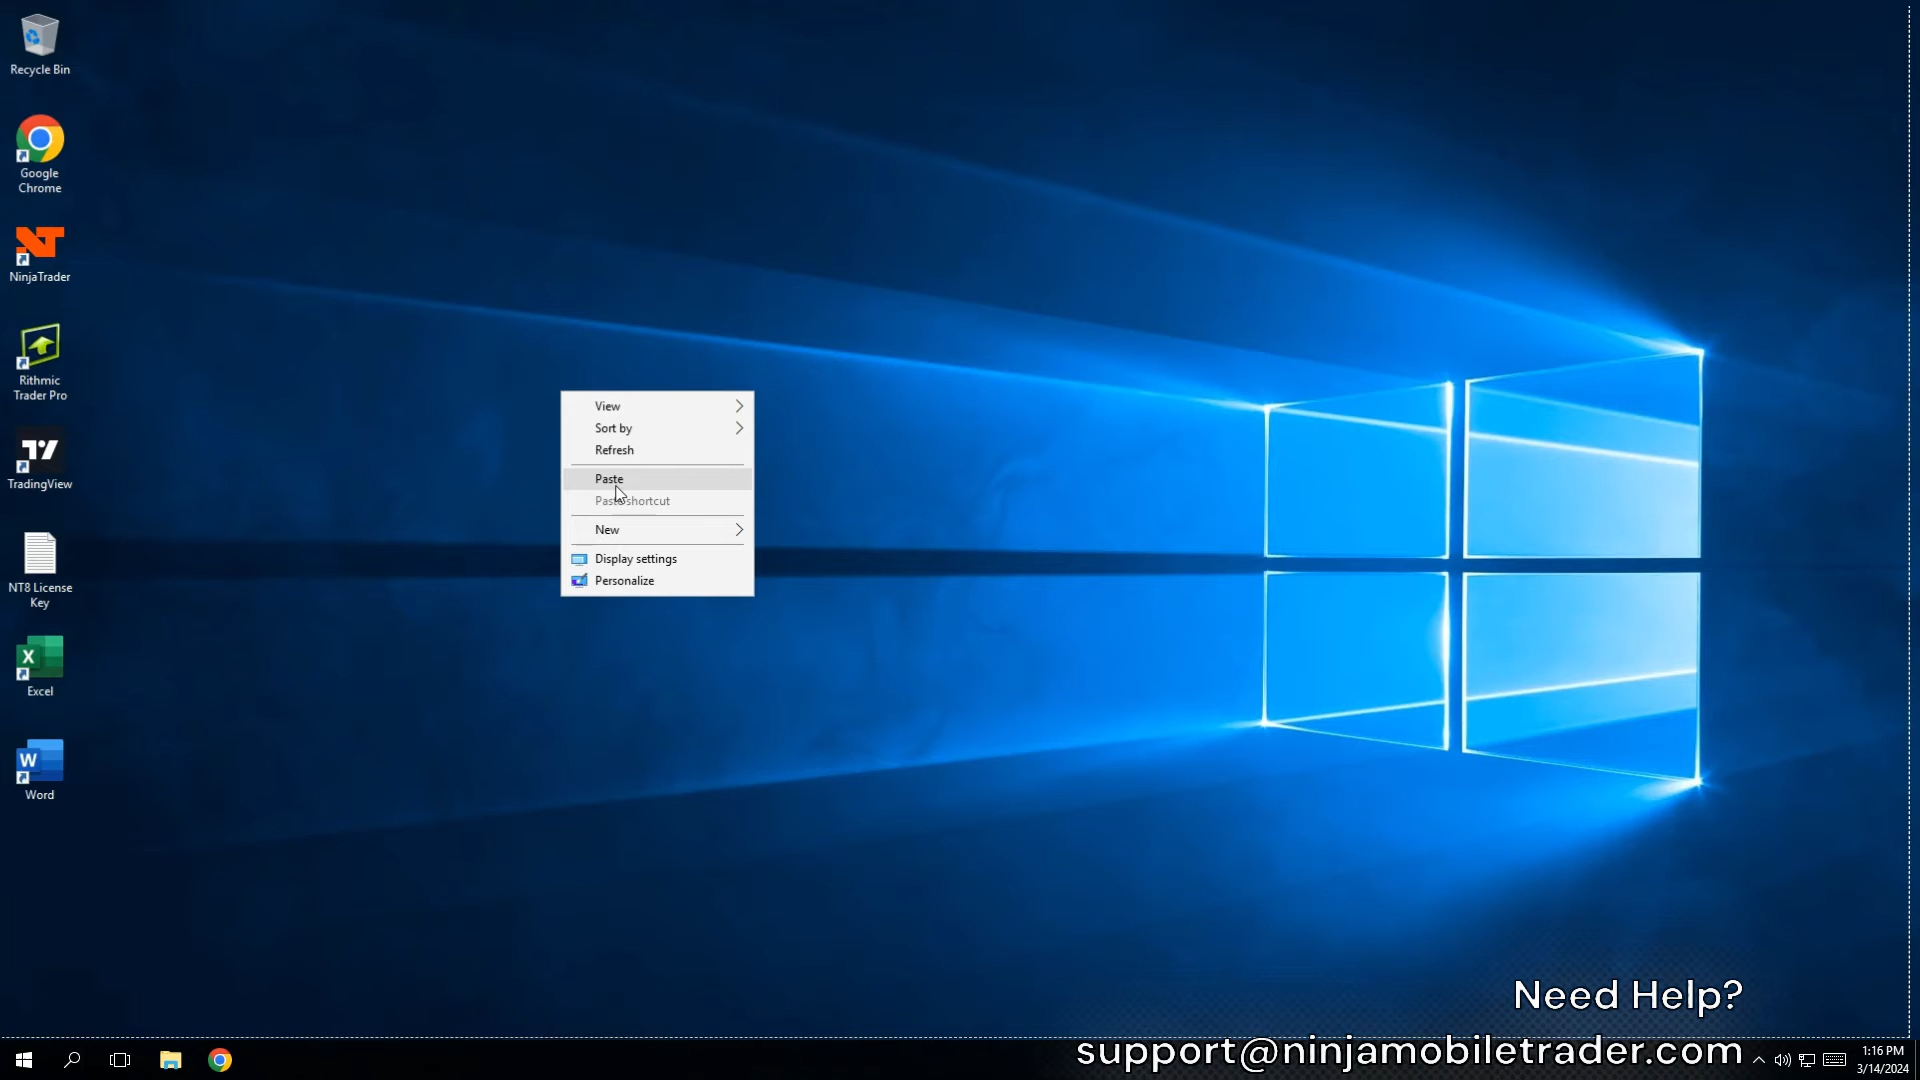 Recycle Bin
Google
Chrome
NinjaTrader
Rithmic
Trader Pro
TradingView
NT8 License
Key
Excel
Word
View
Sort by
Refresh
Paste
Paste shortcut
New
Display settings
Personalize
Need Help?
support@ninjamobiletrader.com
1:16 PM
3/14/2024